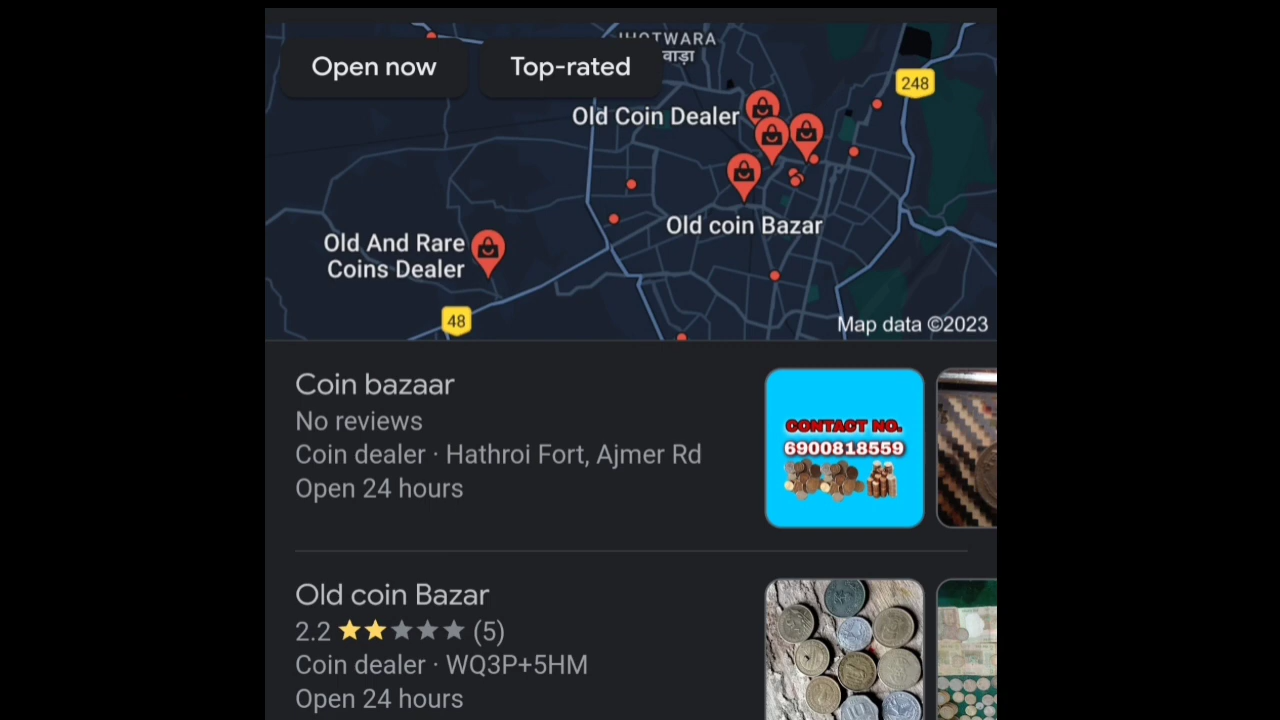 JHOTWARA
वाड़ा
Open now
Top-rated
248
Old Coin Dealer
Old coin Bazar
Old And Rare
Coins Dealer
48
Map data ©2023
Coin bazaar
No reviews
Coin dealer · Hathroi Fort, Ajmer Rd
Open 24 hours
CONTACT NO.
6900818559
Old coin Bazar
2.2 ★★★★★ (5)
Coin dealer · WQ3P+5HM
Open 24 hours